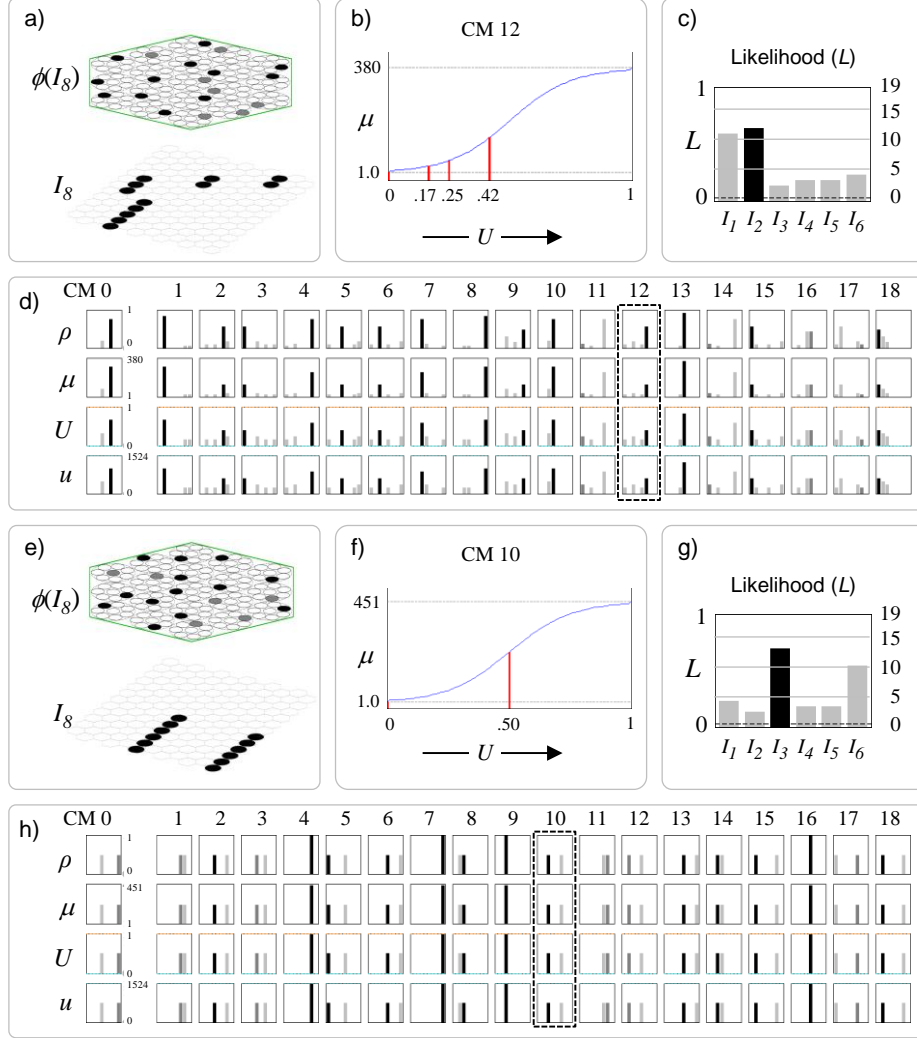 a)
ϕ(I8)
I8
b)
CM 12
380
μ
1.0
0 .17 .25 .42 1
U
c)
Likelihood (L)
1 19
15
L 10
5
0 0
I1 I2 I3 I4 I5 I6
d) CM 0 1 2 3 4 5 6 7 8 9 10 11 12 13 14 15 16 17 18
ρ 1 0
μ 380 1
U 1 0
u 1524 0
e)
ϕ(I8)
I8
f)
CM 10
451
μ
1.0
0 .50 1
U
g)
Likelihood (L)
1 19
15
L 10
5
0 0
I1 I2 I3 I4 I5 I6
h) CM 0 1 2 3 4 5 6 7 8 9 10 11 12 13 14 15 16 17 18
ρ 1 0
μ 451 1
U 1 0
u 1524 0